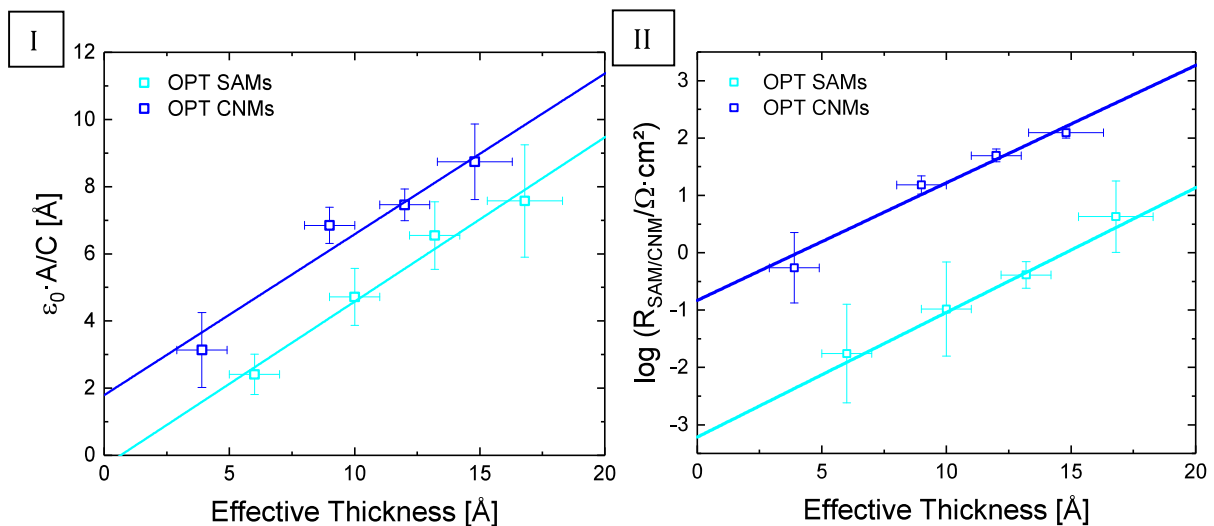 I
ε₀·A/C [Å]
12
10
8
6
4
2
0
OPT SAMs
OPT CNMs
0 5 10 15 20
Effective Thickness [Å]
II
log (R_SAM/CNM/Ω·cm²)
3
2
1
0
−1
−2
−3
OPT SAMs
OPT CNMs
0 5 10 15 20
Effective Thickness [Å]